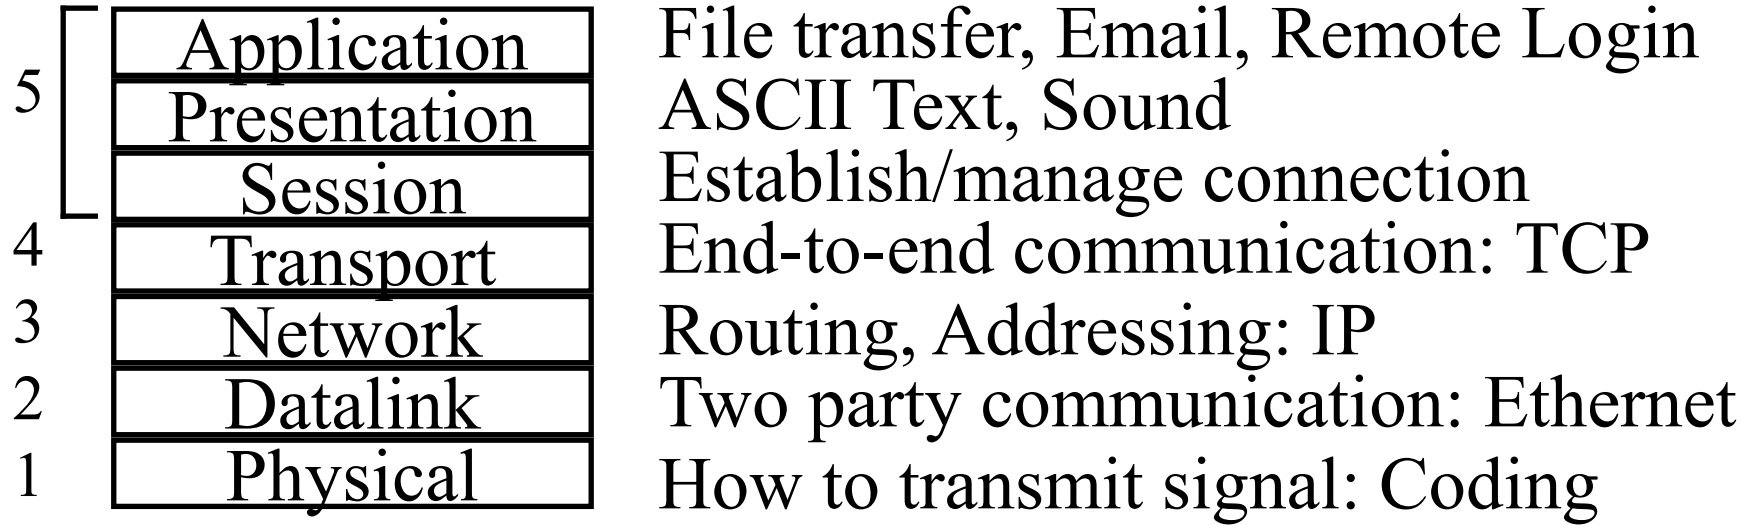 5
Application File transfer, Email, Remote Login
Presentation ASCII Text, Sound
Session Establish/manage connection
4 Transport End-to-end communication: TCP
3 Network Routing, Addressing: IP
2 Datalink Two party communication: Ethernet
1 Physical How to transmit signal: Coding